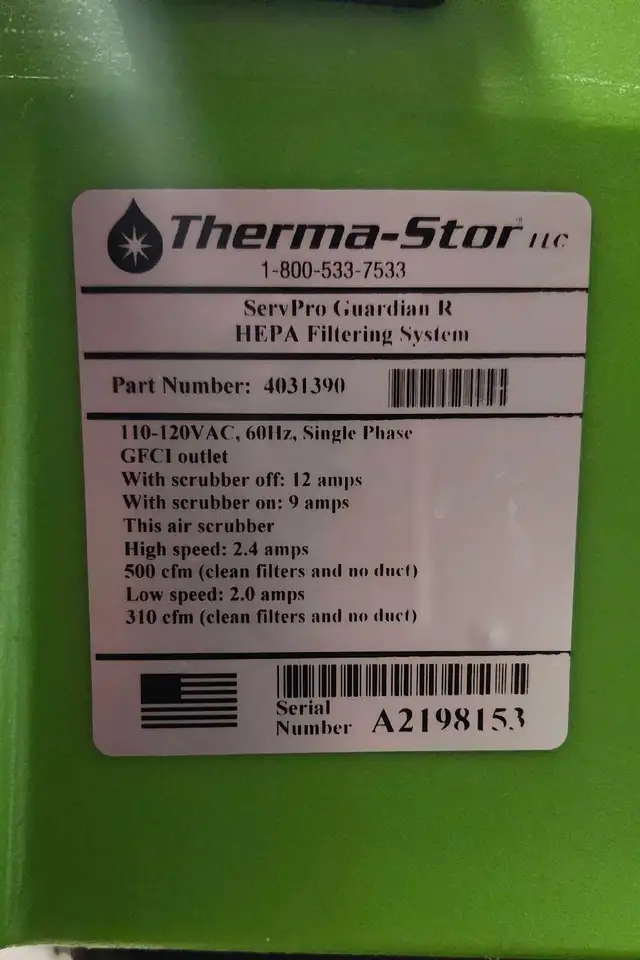 Therma-Stor LLC
1-800-533-7533
ServPro Guardian R
HEPA Filtering System
Part Number: 4031390
110-120VAC, 60Hz, Single Phase
GFCI outlet
With scrubber off: 12 amps
With scrubber on: 9 amps
This air scrubber
High speed: 2.4 amps
500 cfm (clean filters and no duct)
Low speed: 2.0 amps
310 cfm (clean filters and no duct)
Serial
Number A2198153